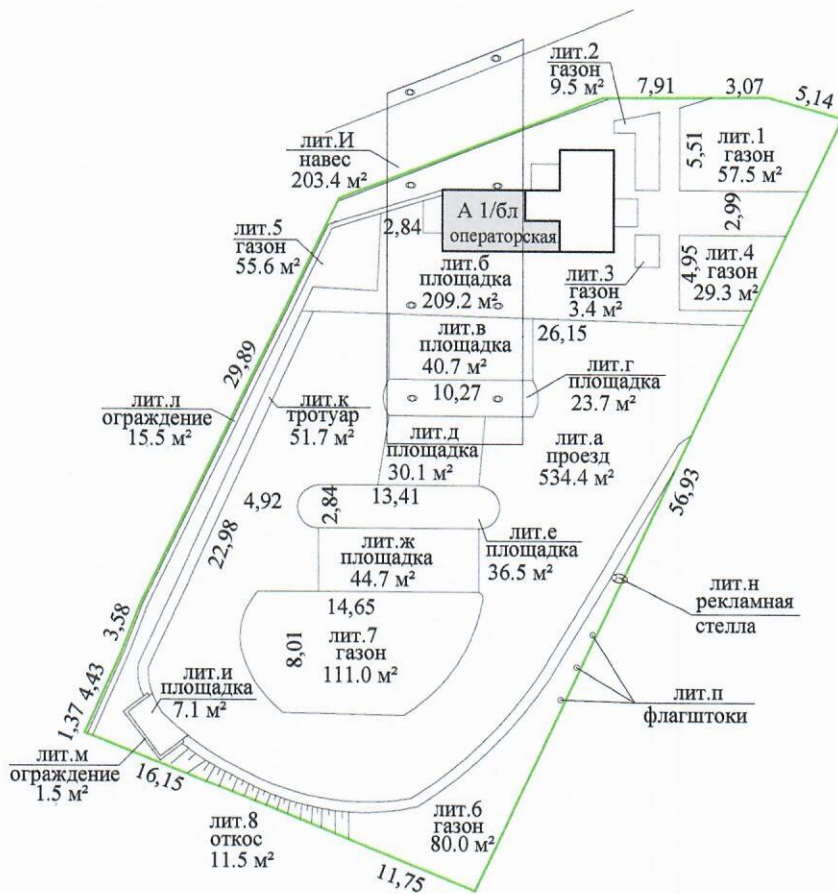 лит.2
газон
9.5 м²
7,91
3,07
5,14
лит.И
навес
203.4 м²
5,51
лит.1
газон
57.5 м²
2,99
А 1/бл
операторская
2,84
лит.5
газон
55.6 м²
лит.б
площадка
209.2 м²
лит.3
газон
3.4 м²
4,95
лит.4
газон
29.3 м²
лит.в
площадка
40.7 м²
26,15
29,89
лит.г
площадка
23.7 м²
10,27
лит.л
ограждение
15.5 м²
лит.к
тротуар
51.7 м²
лит.д
площадка
30.1 м²
лит.а
проезд
534.4 м²
56,93
4,92
2,84
13,41
22,98
лит.е
площадка
36.5 м²
лит.ж
площадка
44.7 м²
лит.н
рекламная
стелла
14,65
8,01
лит.7
газон
111.0 м²
3,58
4,43
1,37
лит.и
площадка
7.1 м²
лит.п
флагштоки
лит.м
ограждение
1.5 м²
16,15
лит.8
откос
11.5 м²
лит.6
газон
80.0 м²
11,75